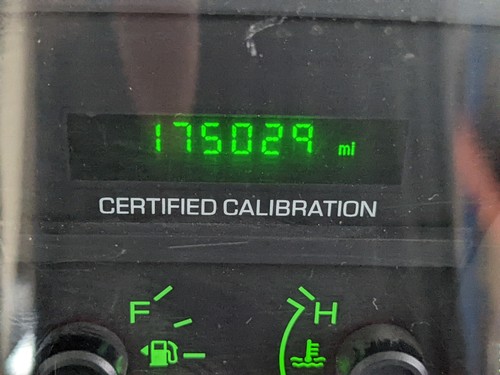 175029 mi
CERTIFIED CALIBRATION
F H